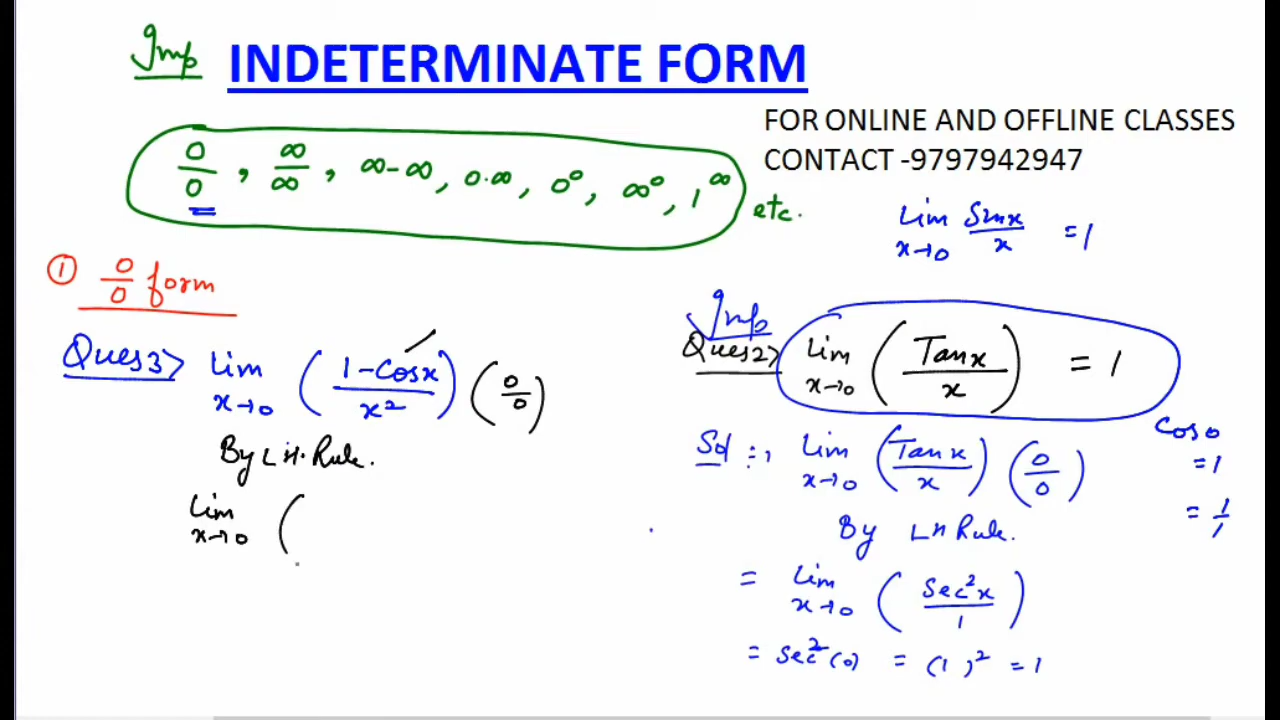 Imp INDETERMINATE FORM
FOR ONLINE AND OFFLINE CLASSES
CONTACT -9797942947
0/0, ∞/∞, ∞-∞, 0·∞, 0⁰, ∞⁰, 1^∞ etc.
Lim x→0 Sinx/x = 1
① 0/0 form
Ques3> Lim x→0 (1-Cosx/x²) (0/0)
By LH. Rule.
Lim x→0 (
Imp
Ques2> Lim x→0 (Tanx/x) = 1
Sol :- Lim x→0 (Tanx/x) (0/0)
By LH Rule.
= Lim x→0 (Sec²x/1)
= Sec²(0) = (1)² = 1
Cos0
=1
= 1/1